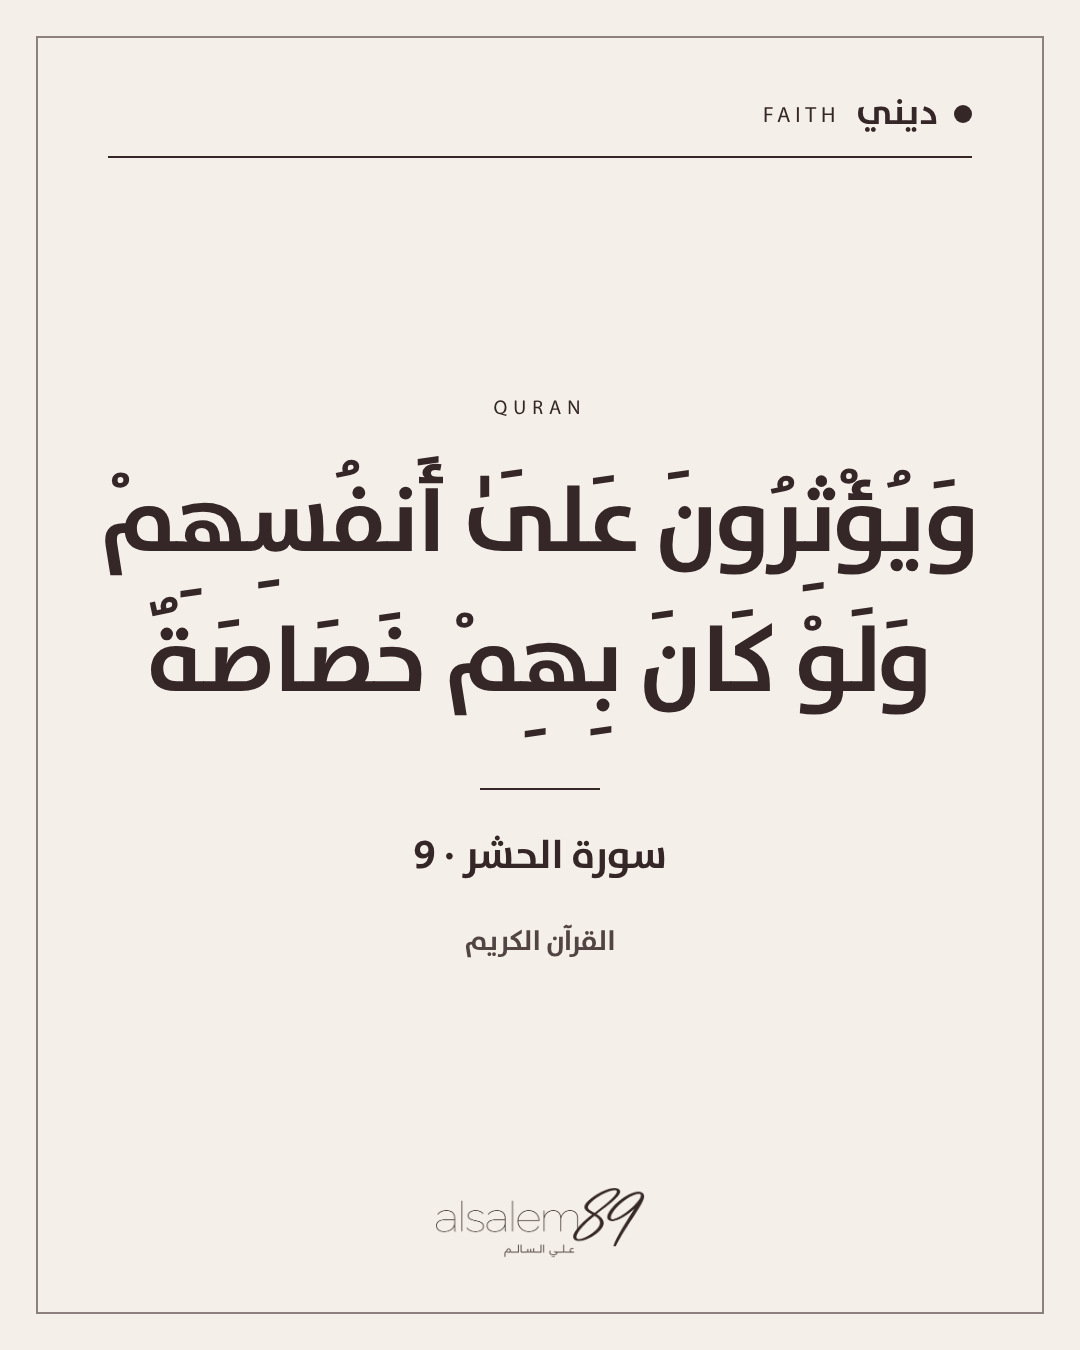 ديني FAITH
QURAN
وَيُؤْثِرُونَ عَلَىٰ أَنفُسِهِمْ
وَلَوْ كَانَ بِهِمْ خَصَاصَةٌ
سورة الحشر · 9
القرآن الكريم
alsalem89
علي السالم